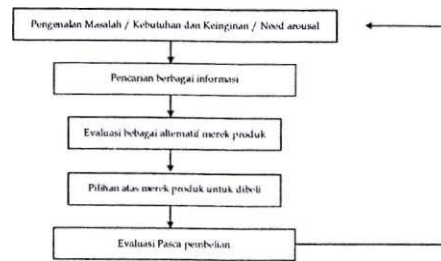 Pengenalan Masalah / Kebutuhan dan Keinginan / Need arousal
Pencarian berbagai informasi
Evaluasi bebagai alternatif merek produk
Pilihan atas merek produk untuk dibeli
Evaluasi Pasca pembelian